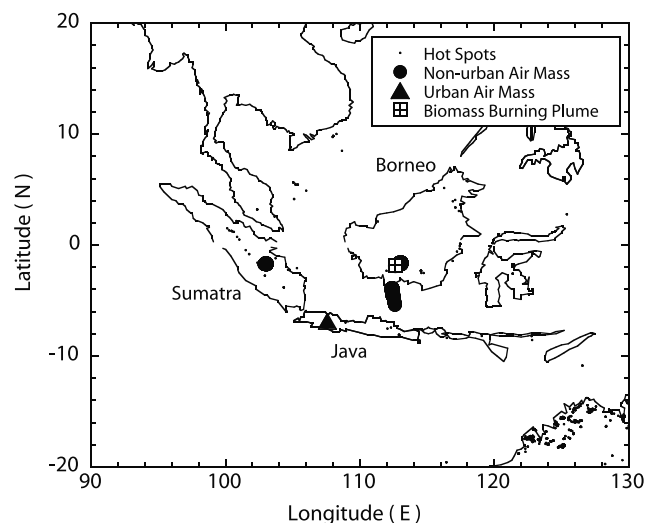 20
10
0
-10
-20
Latitude ( N )
Hot Spots
Non-urban Air Mass
Urban Air Mass
Biomass Burning Plume
Borneo
Sumatra
Java
90
100
110
120
130
Longitude ( E )